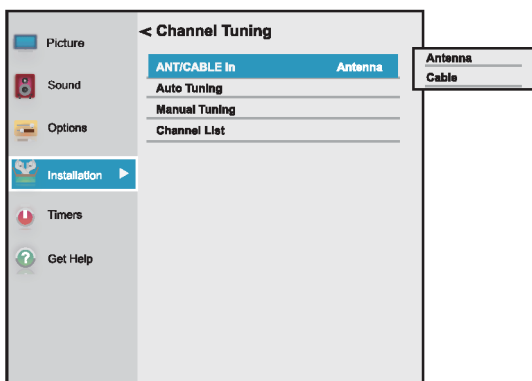 Picture
Sound
Options
Installation
Timers
Get Help
< Channel Tuning
ANT/CABLE In Antenna
Auto Tuning
Manual Tuning
Channel List
Antenna
Cable